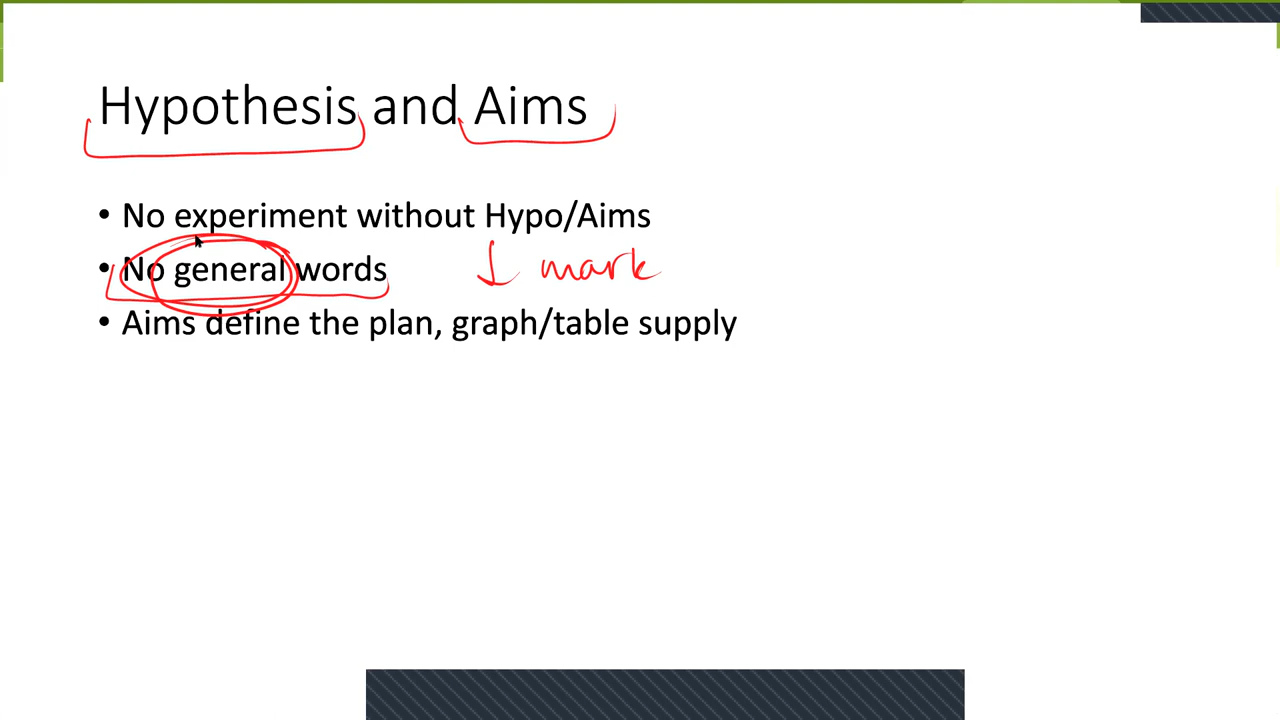 Hypothesis and Aims
• No experiment without Hypo/Aims
• No general words ↓ mark
• Aims define the plan, graph/table supply